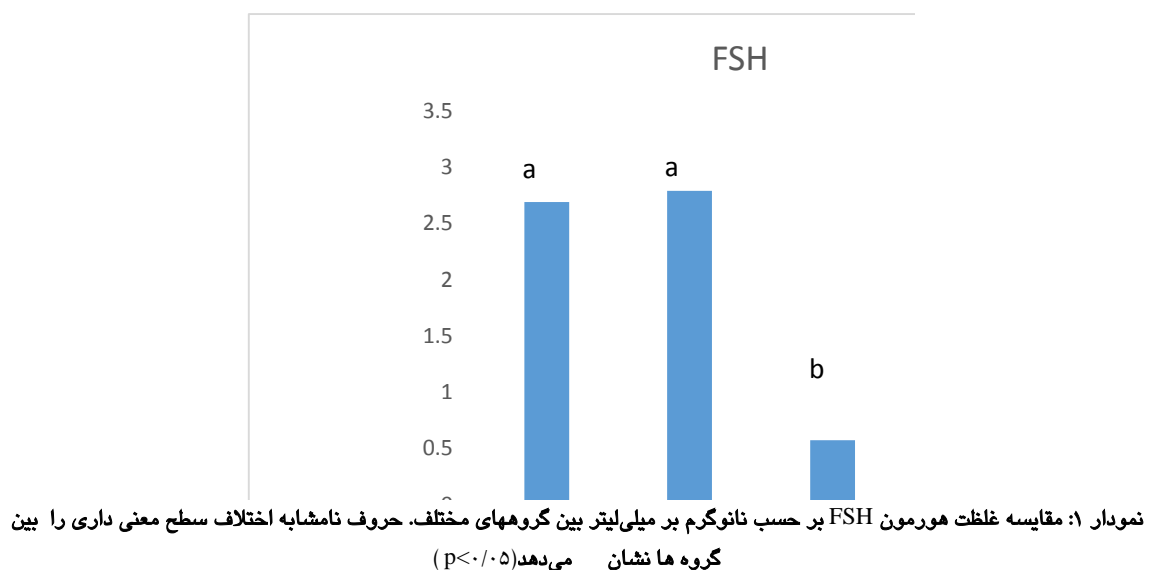 FSH
3.5
3
2.5
2
1.5
1
0.5
0
a
a
b
نمودار ۱: مقایسه غلظت هورمون FSH بر حسب نانوگرم بر میلی‌لیتر بین گروههای مختلف. حروف نامشابه اختلاف سطح معنی داری را بین
گروه ها نشان می‌دهد(p<۰/۰۵ )